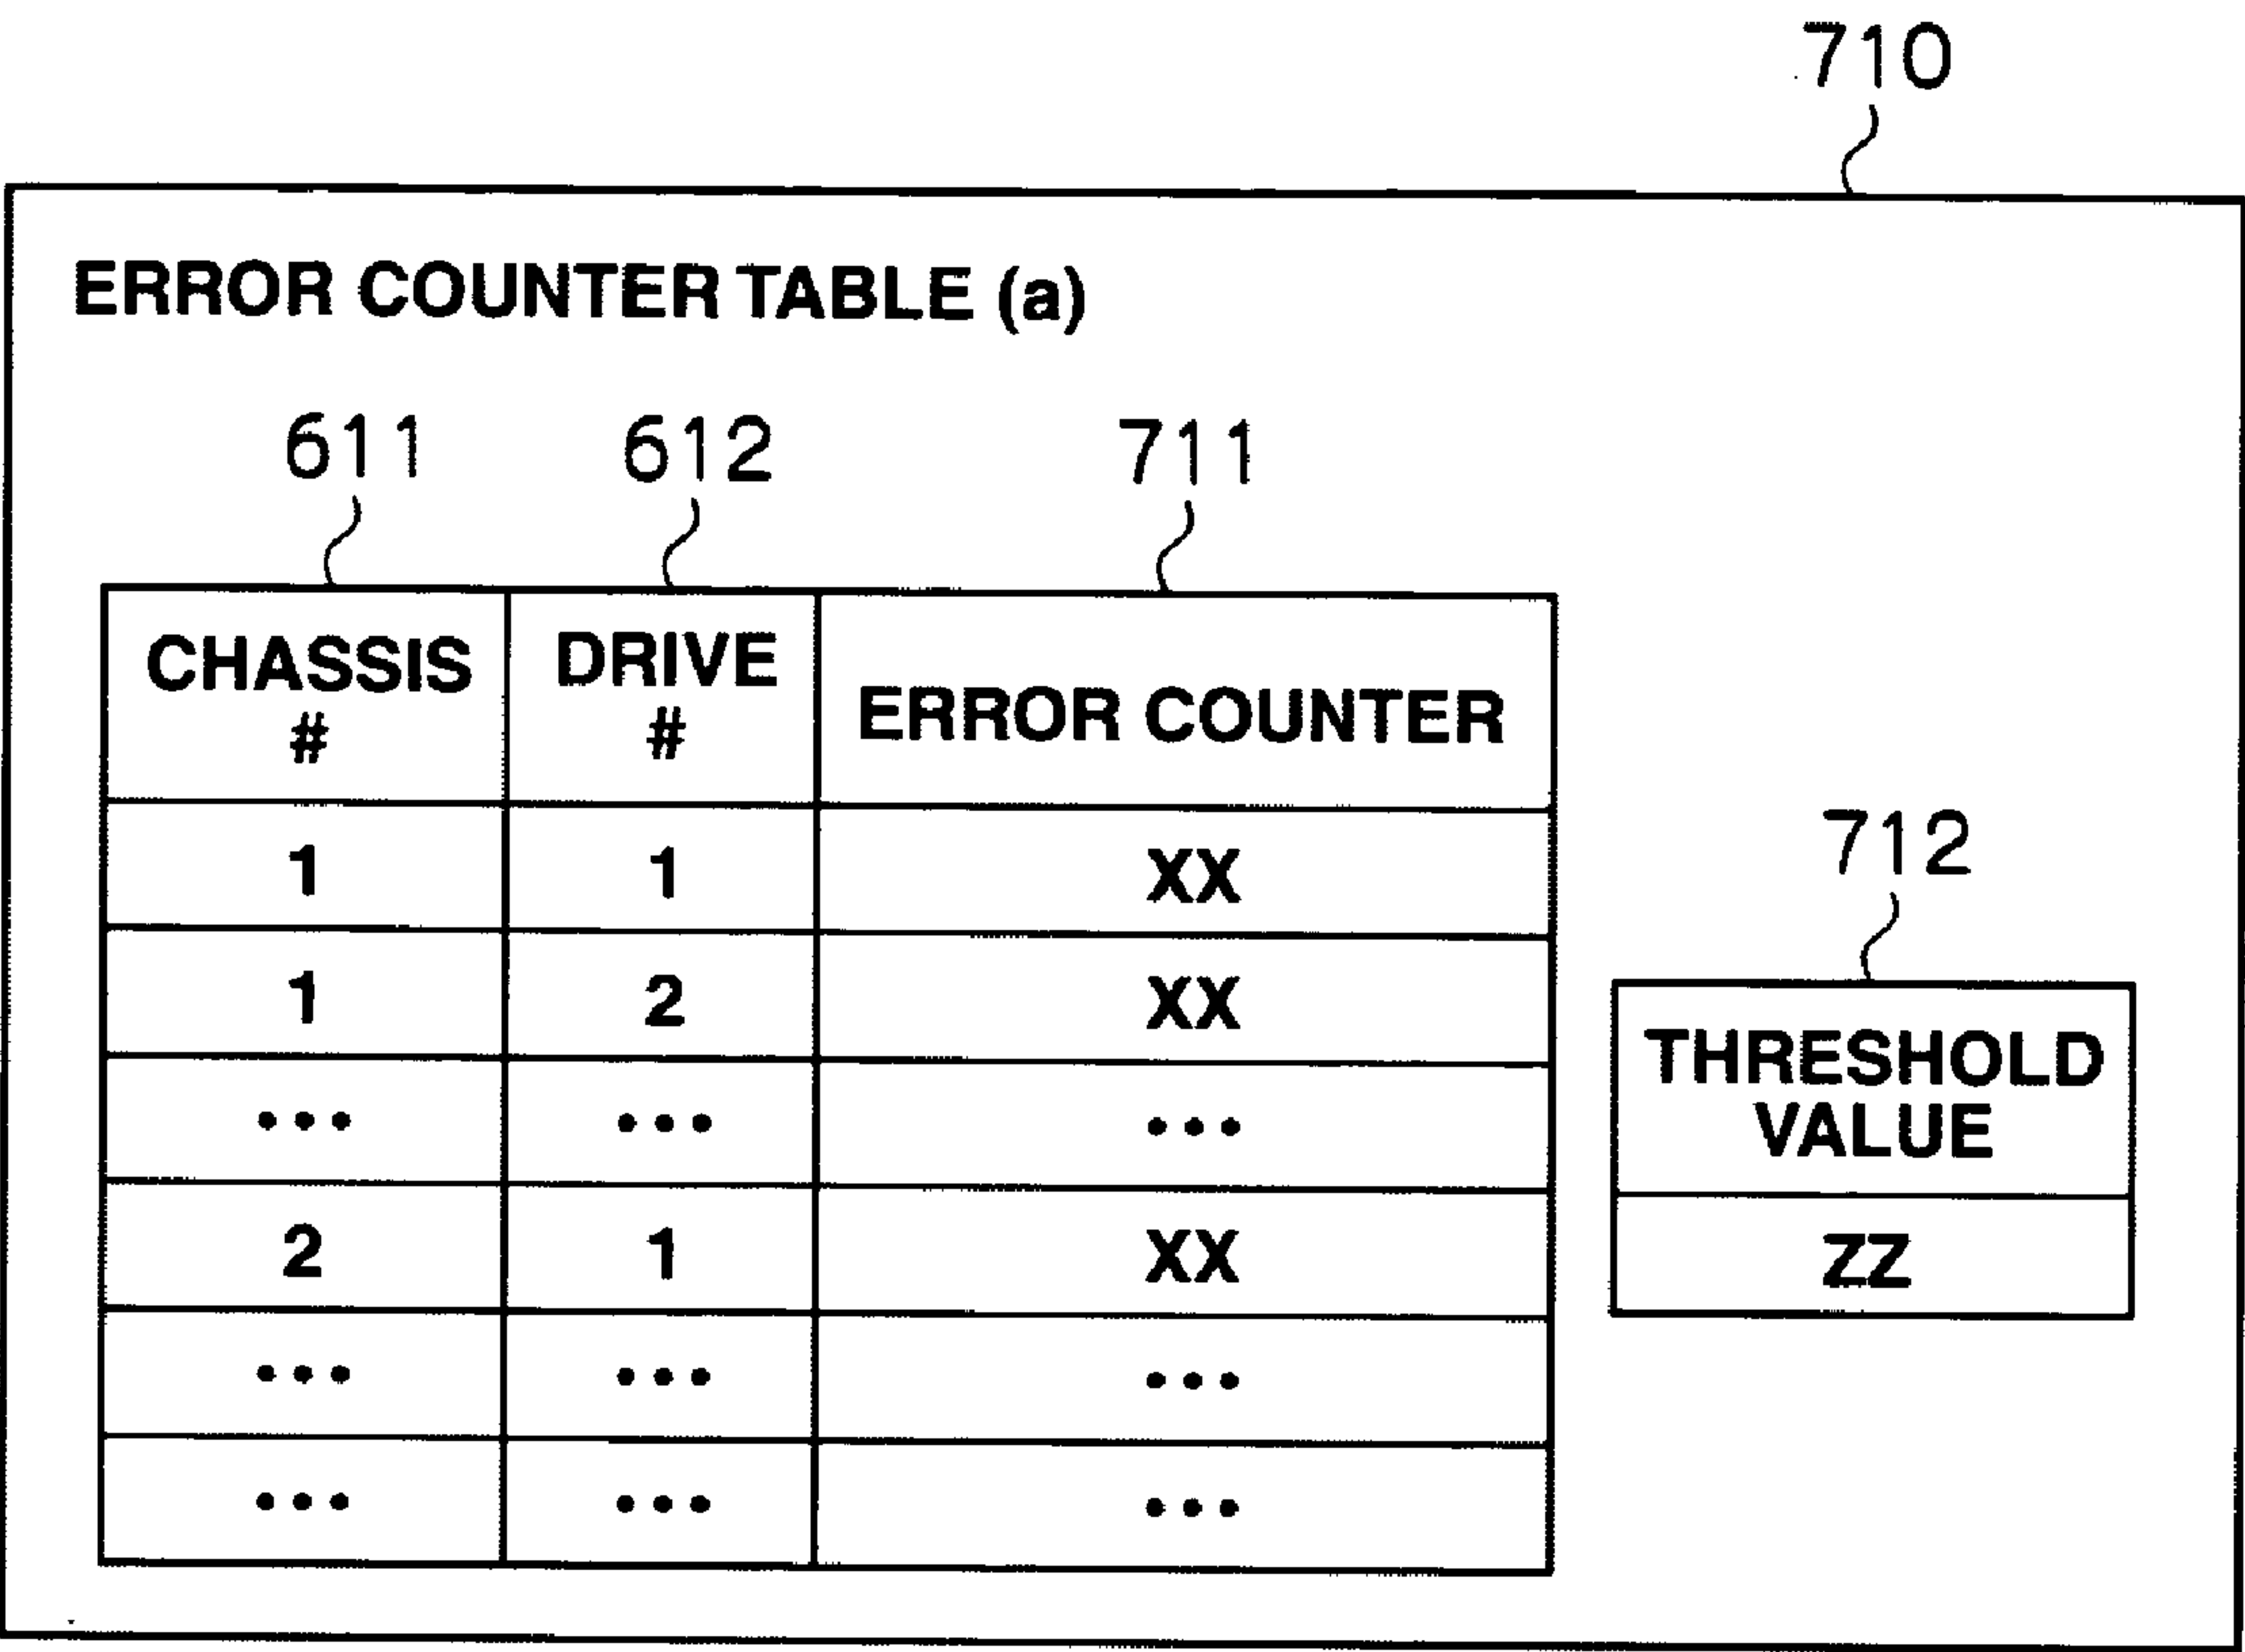 710
ERROR COUNTER TABLE (a)
611 612 711
CHASSIS # DRIVE # ERROR COUNTER
1 1 XX
1 2 XX
••• ••• •••
2 1 XX
••• ••• •••
••• ••• •••
712
THRESHOLD
VALUE
ZZ